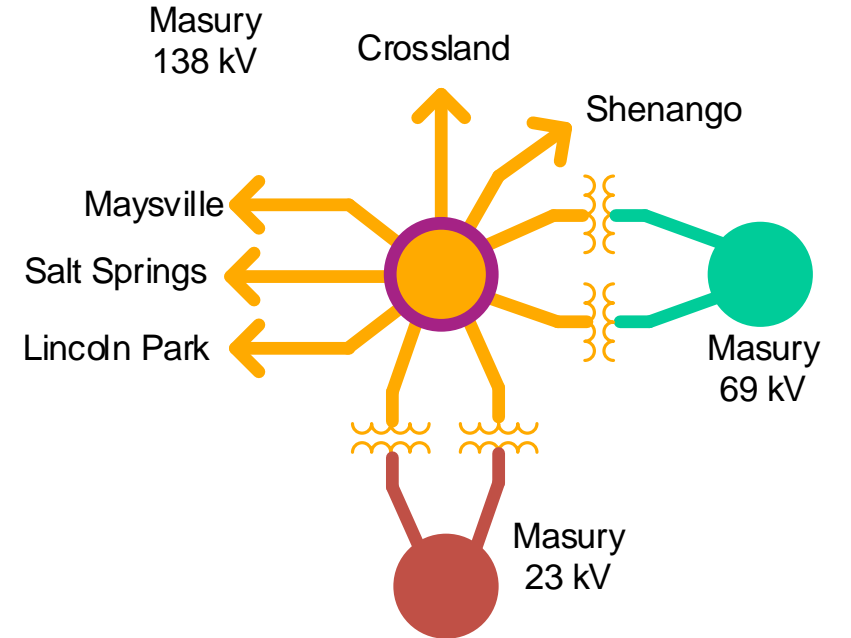 Masury
138 kV
Crossland
Shenango
Maysville
Salt Springs
Lincoln Park
Masury
69 kV
Masury
23 kV